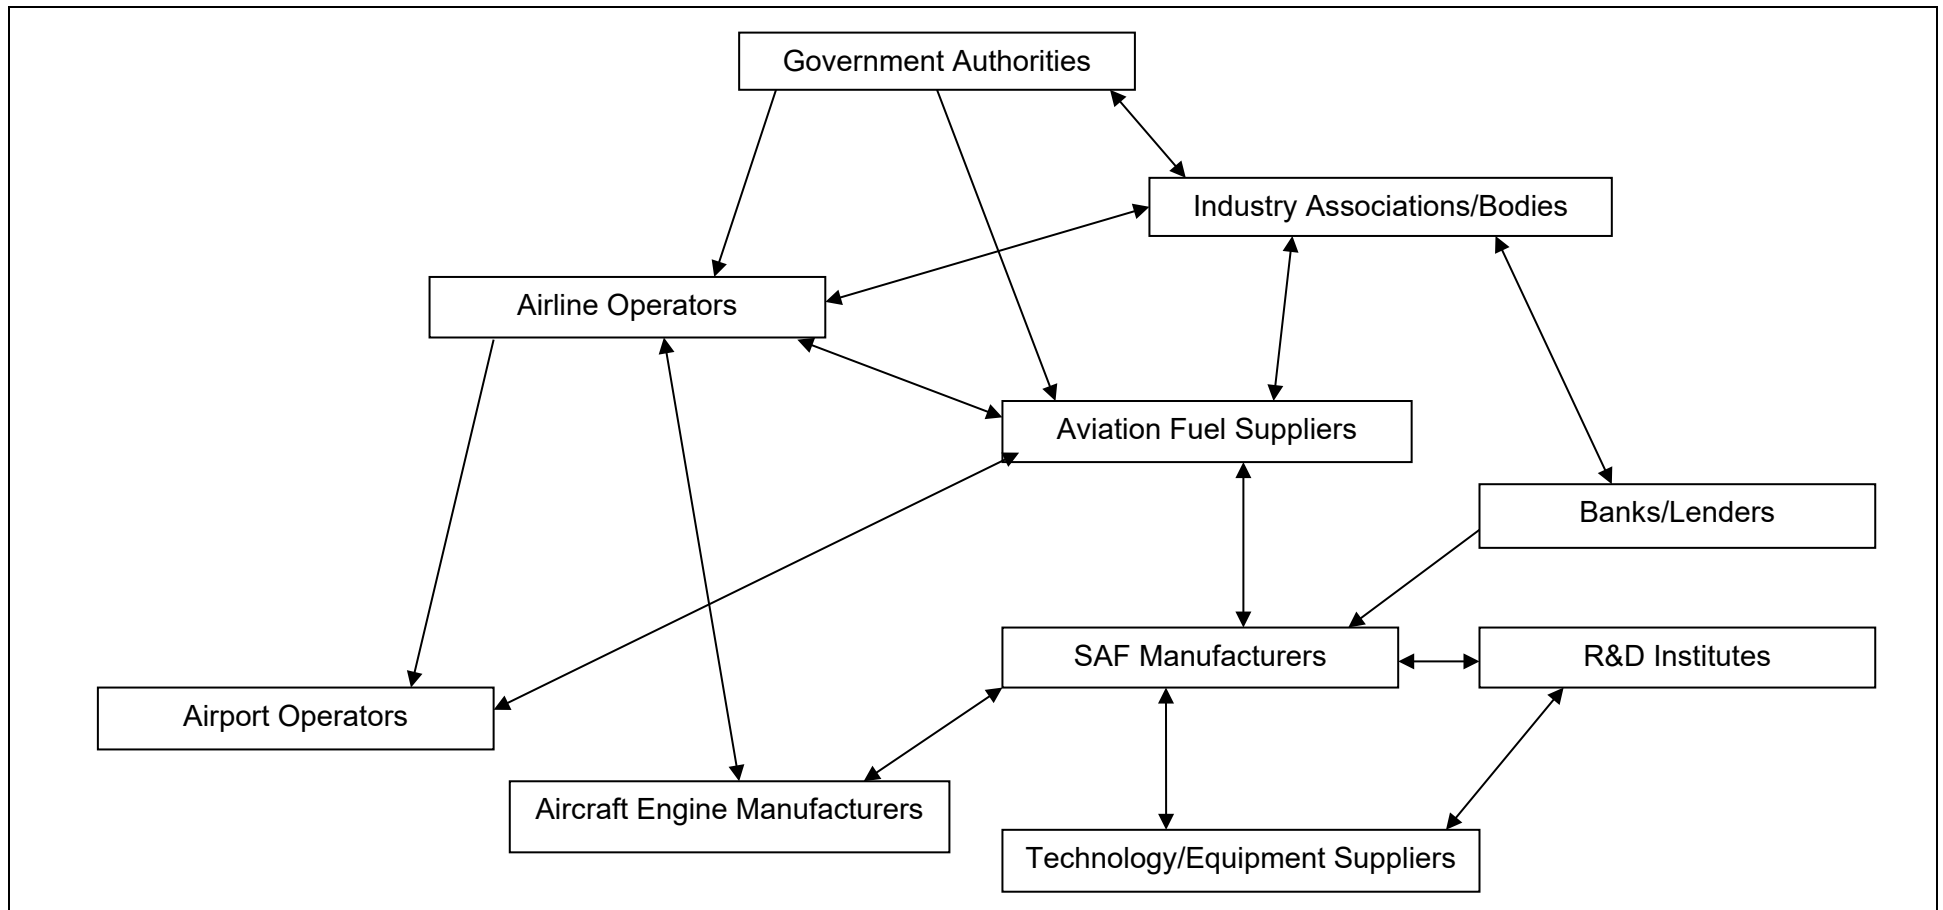 Government Authorities
Industry Associations/Bodies
Airline Operators
Aviation Fuel Suppliers
Banks/Lenders
SAF Manufacturers
R&D Institutes
Airport Operators
Aircraft Engine Manufacturers
Technology/Equipment Suppliers